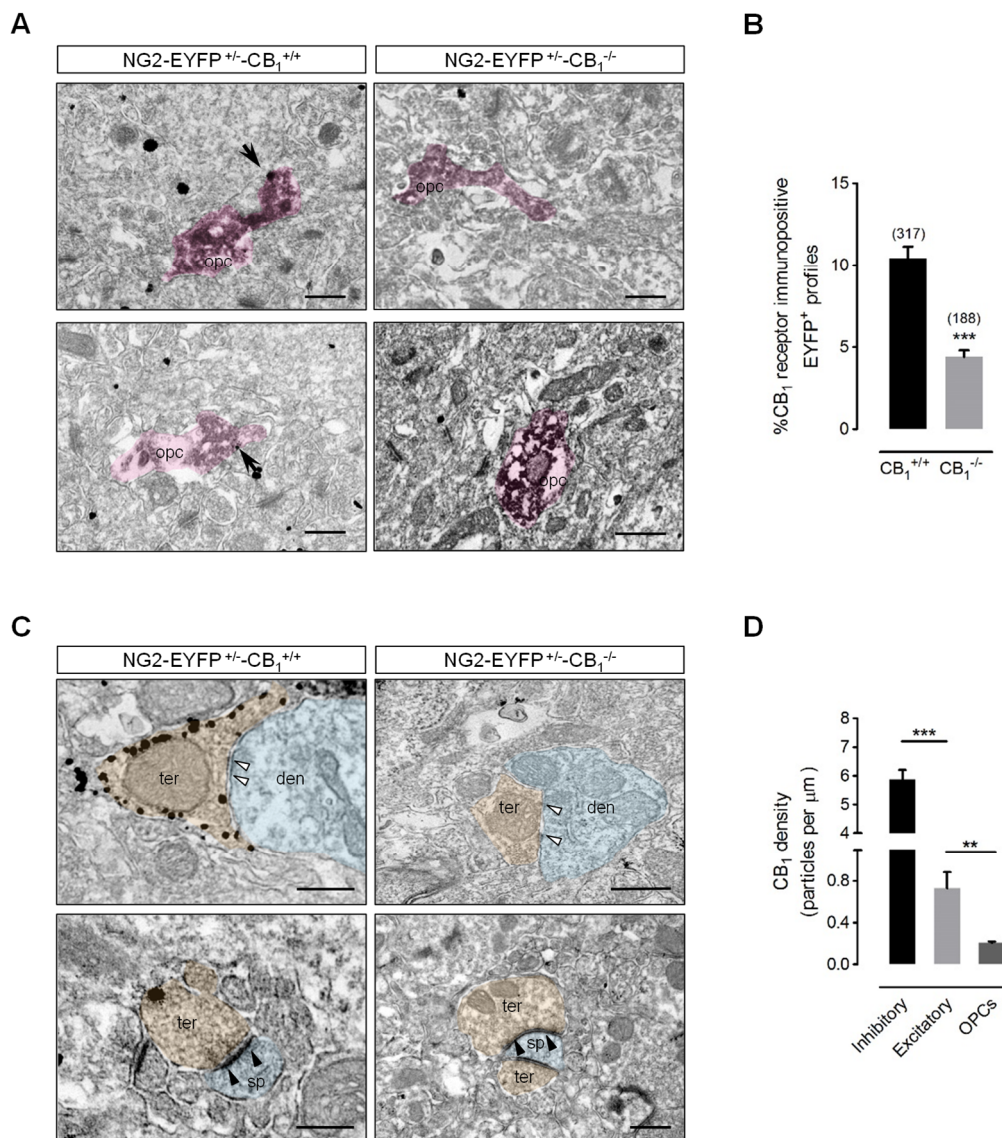 A
NG2-EYFP+/--CB1+/+
NG2-EYFP+/--CB1-/-
opc
opc
opc
opc
B
%CB1 receptor immunopositive
EYFP+ profiles
15
10
5
0
(317)
(188)
***
CB1+/+
CB1-/-
C
NG2-EYFP+/--CB1+/+
NG2-EYFP+/--CB1-/-
ter
den
ter
den
ter
sp
ter
sp
ter
D
CB1 density
(particles per μm)
8
7
6
5
4
0.8
0.4
0.0
***
**
Inhibitory
Excitatory
OPCs